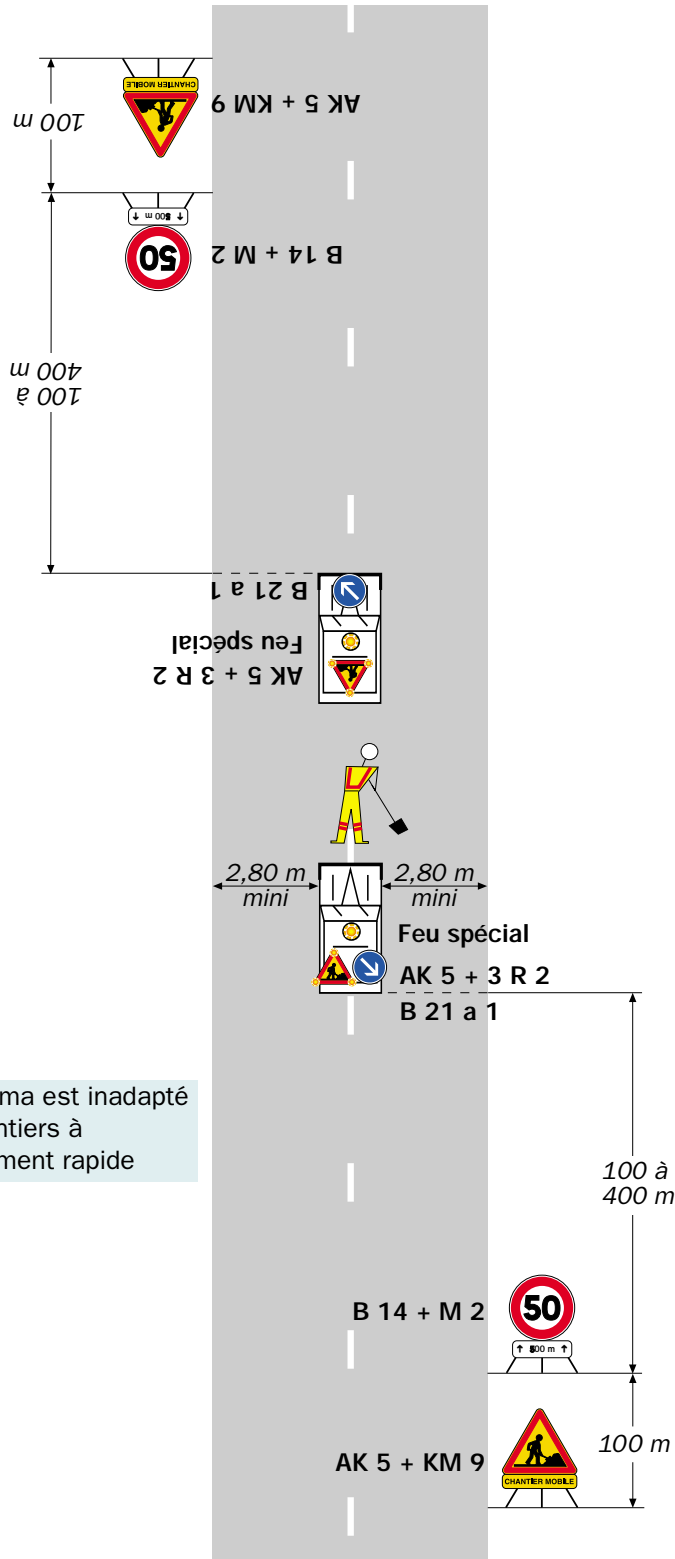 CHANTIER MOBILE
AK 5 + KM 9
100 m
50
B 14 + M 2
100 à
400 m
B 21 a 1
Feu spécial
AK 5 + 3 R 2
2,80 m
mini
2,80 m
mini
Feu spécial
AK 5 + 3 R 2
B 21 a 1
ma est inadapté
ntiers à
ment rapide
100 à
400 m
B 14 + M 2
50
AK 5 + KM 9
CHANTIER MOBILE
100 m